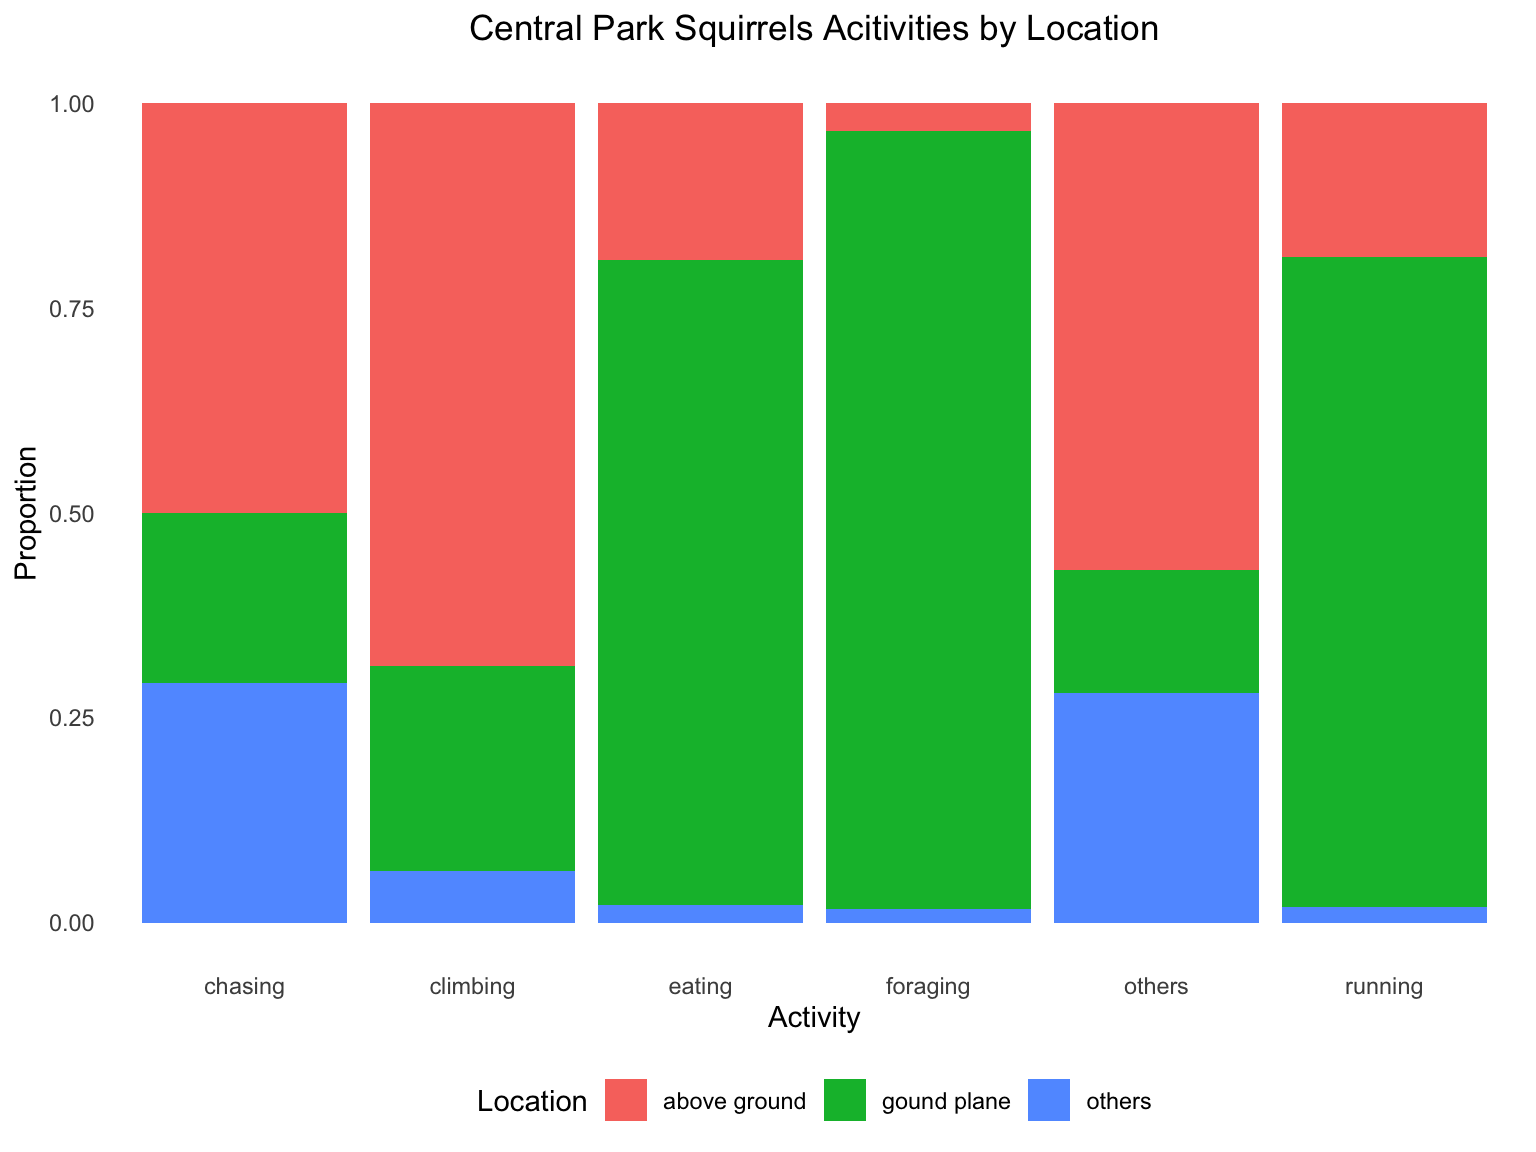 Central Park Squirrels Acitivities by Location
1.00
0.75
0.50
0.25
0.00
Proportion
chasing climbing eating foraging others running
Activity
Location above ground gound plane others